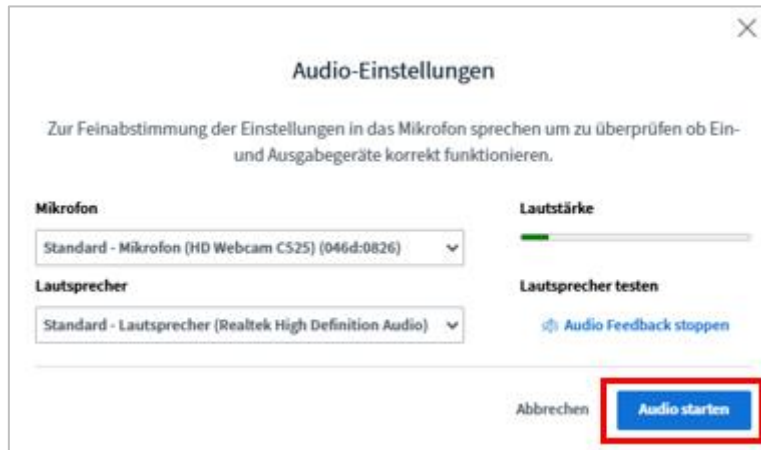 Audio-Einstellungen
Zur Feinabstimmung der Einstellungen in das Mikrofon sprechen um zu überprüfen ob Ein-
und Ausgabegeräte korrekt funktionieren.
Mikrofon
Standard - Mikrofon (HD Webcam C525) (046d:0826)
Lautstärke
Lautsprecher
Standard - Lautsprecher (Realtek High Definition Audio)
Lautsprecher testen
Audio Feedback stoppen
Abbrechen
Audio starten